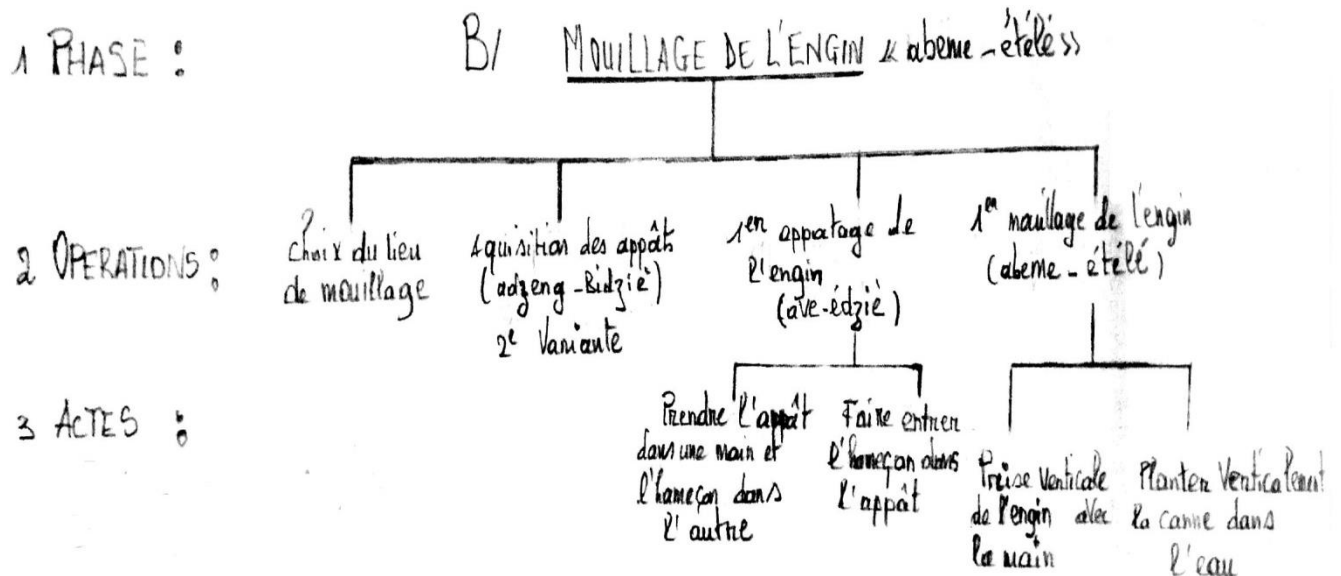 1 PHASE :
B/ MOUILLAGE DE L'ENGIN « abeme-étélé »
2 OPERATIONS :
Choix du lieu
de mouillage
Aquisition des appâts
(adzeng-Bidziè)
2e Variante
1er appatage de
l'engin
(ave-édziè)
1er mouillage de l'engin
(abeme-étélé)
3 ACTES :
Prendre l'appât
dans une main et
l'hameçon dans
l'autre
Faire entrer
l'hameçon dans
l'appât
Prise Verticale
de l'engin avec
la main
Planter Verticalement
la canne dans
l'eau